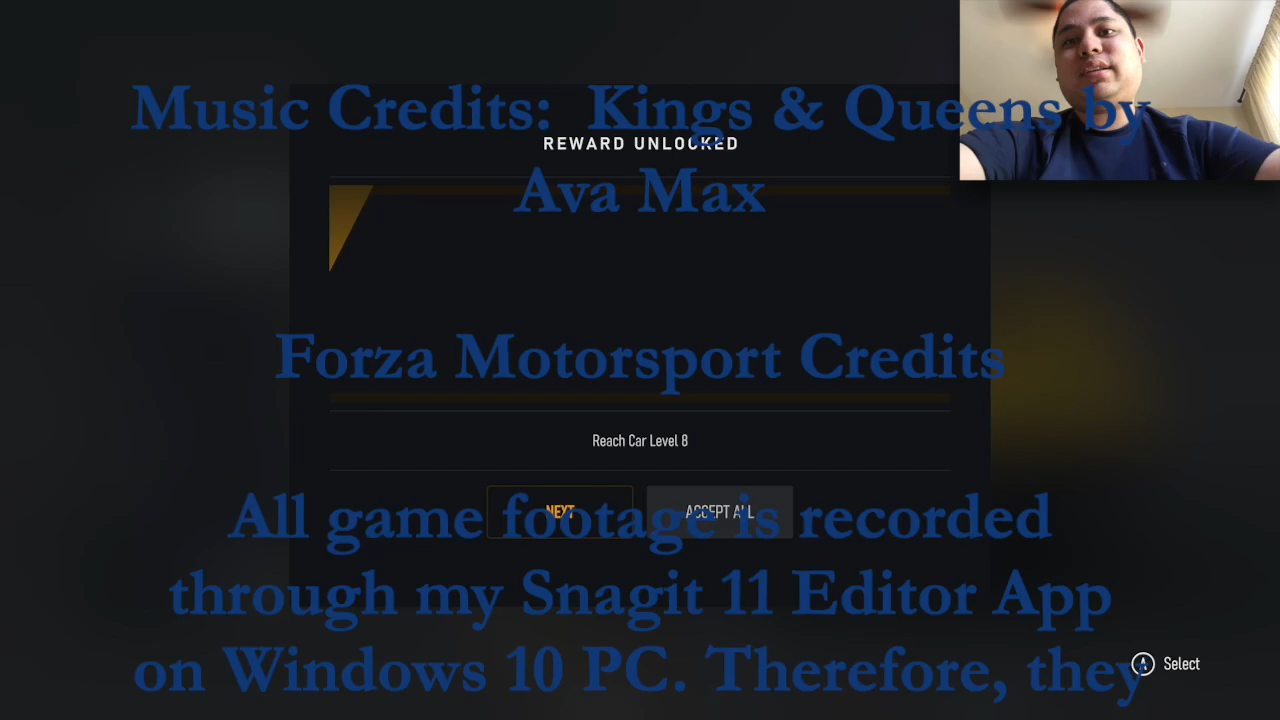 Music Credits: Kings & Queens by
REWARD UNLOCKED
Ava Max
Forza Motorsport Credits
Reach Car Level 8
NEXT
ACCEPT ALL
All game footage is recorded
through my Snagit 11 Editor App
on Windows 10 PC. Therefore, they
A Select